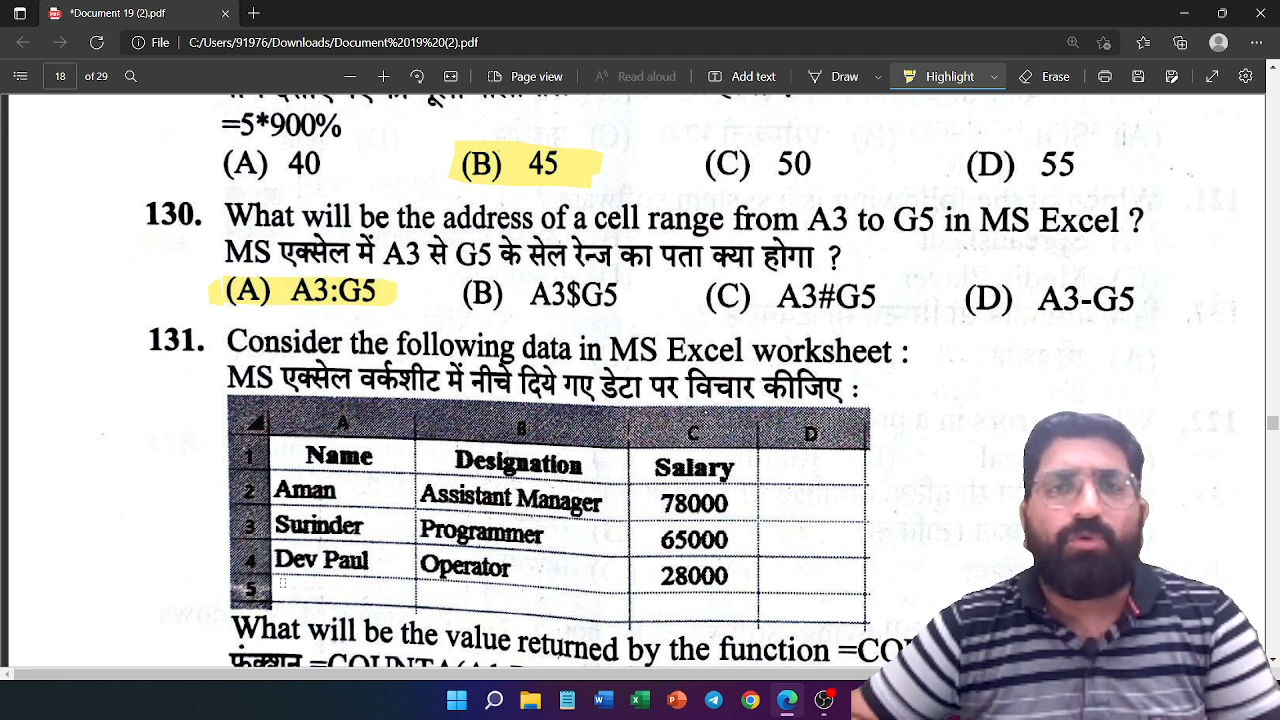 *Document 19 (2).pdf
File C:/Users/91976/Downloads/Document%2019%20(2).pdf
18 of 28 Page view Read aloud Add text Draw Highlight Erase
=5*900%
(A) 40 (B) 45 (C) 50 (D) 55
130. What will be the address of a cell range from A3 to G5 in MS Excel ?
MS एक्सेल में A3 से G5 के सेल रेन्ज का पता क्या होगा ?
(A) A3:G5 (B) A3$G5 (C) A3#G5 (D) A3-G5
131. Consider the following data in MS Excel worksheet :
MS एक्सेल वर्कशीट में नीचे दिये गए डेटा पर विचार कीजिए :
A B C D
1 Name Designation Salary
2 Aman Assistant Manager 78000
3 Surinder Programmer 65000
4 Dev Paul Operator 28000
5
What will be the value returned by the function
फंक्शन